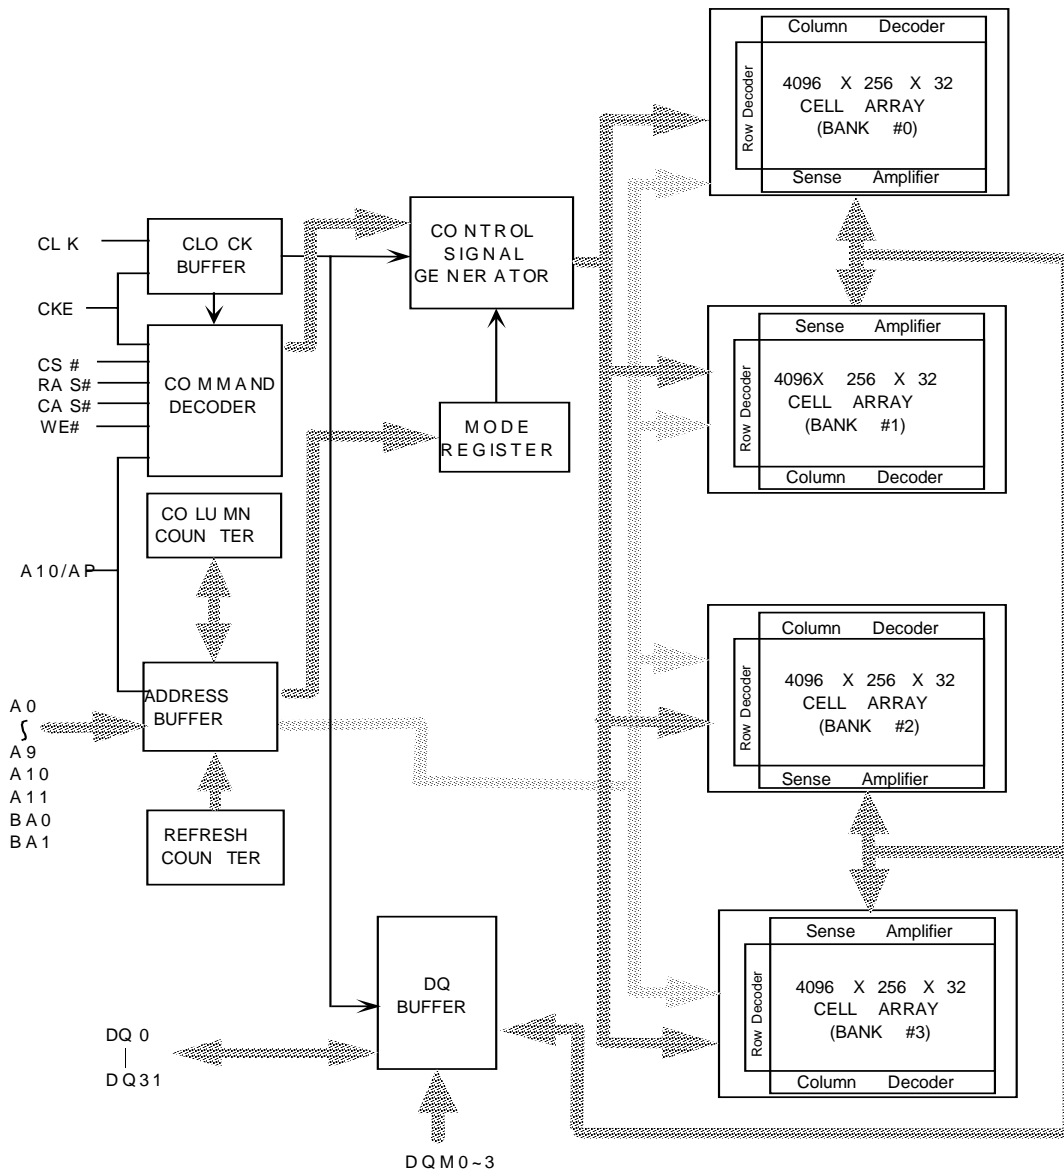 CLK
CKE
CS#
RAS#
CAS#
WE#
A10/AP
A0
A9
A10
A11
BA0
BA1
DQ0
DQ31
CLOCK
BUFFER
COMMAND
DECODER
COLUMN
COUNTER
ADDRESS
BUFFER
REFRESH
COUNTER
CONTROL
SIGNAL
GENERATOR
MODE
REGISTER
DQ
BUFFER
DQM0~3
Column Decoder
Row Decoder
4096 X 256 X 32
CELL ARRAY
(BANK #0)
Sense Amplifier
Sense Amplifier
Row Decoder
4096X 256 X 32
CELL ARRAY
(BANK #1)
Column Decoder
Column Decoder
Row Decoder
4096 X 256 X 32
CELL ARRAY
(BANK #2)
Sense Amplifier
Sense Amplifier
Row Decoder
4096 X 256 X 32
CELL ARRAY
(BANK #3)
Column Decoder